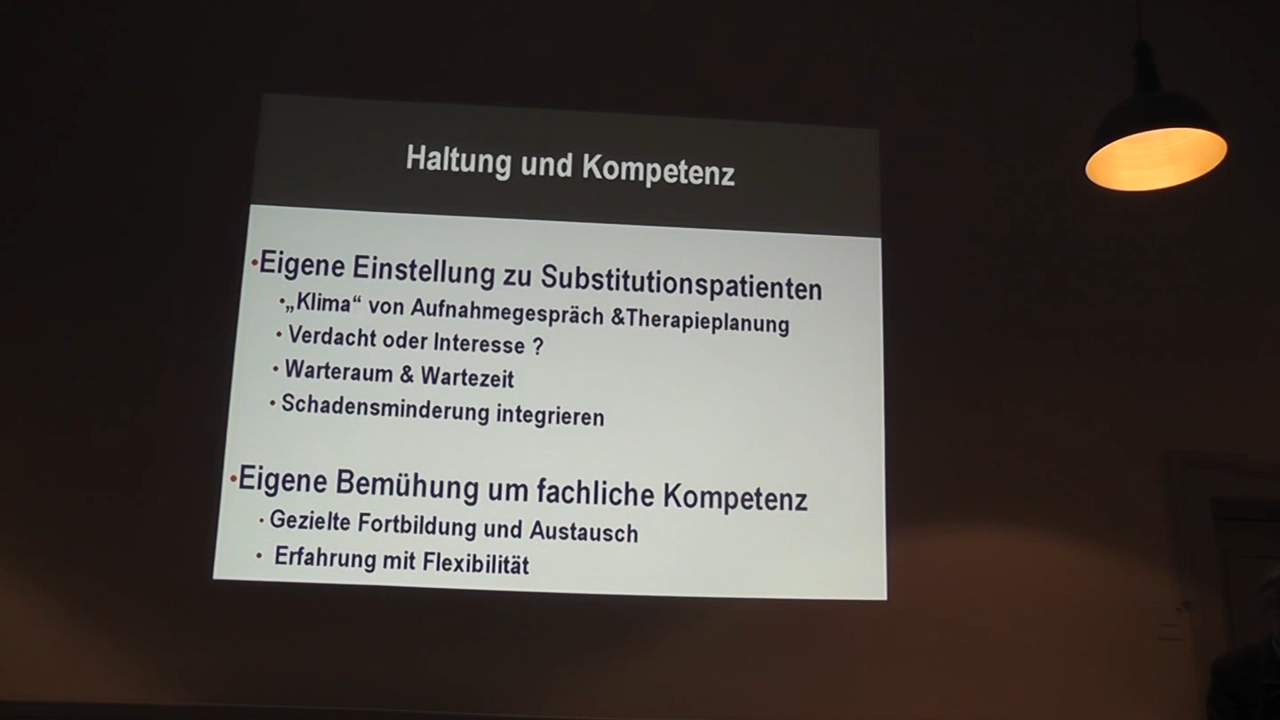 Haltung und Kompetenz
•Eigene Einstellung zu Substitutionspatienten
•„Klima“ von Aufnahmegespräch &Therapieplanung
• Verdacht oder Interesse ?
• Warteraum & Wartezeit
• Schadensminderung integrieren
•Eigene Bemühung um fachliche Kompetenz
• Gezielte Fortbildung und Austausch
• Erfahrung mit Flexibilität